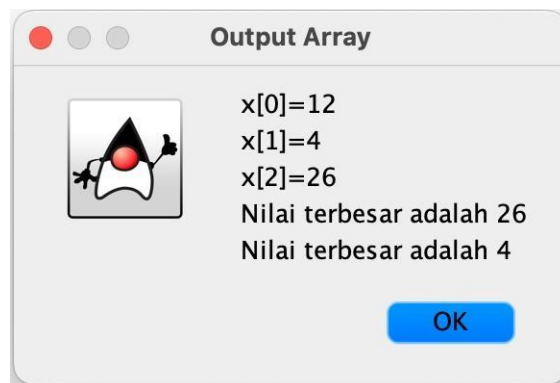 Output Array
x[0]=12
x[1]=4
x[2]=26
Nilai terbesar adalah 26
Nilai terbesar adalah 4
OK